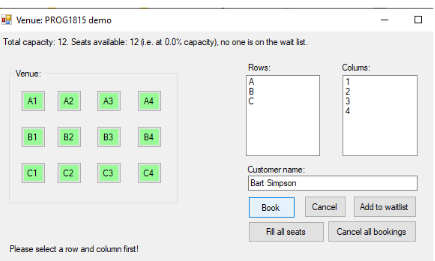 Venue: PROG1815 demo
Total capacity: 12. Seats available: 12 (i.e. at 0.0% capacity), no one is on the wait list.
Venue:
A1 A2 A3 A4
B1 B2 B3 B4
C1 C2 C3 C4
Rows:
A
B
C
Colums:
1
2
3
4
Customer name:
Bart Simpson
Book Cancel Add to waitlist
Fill all seats Cancel all bookings
Please select a row and column first!